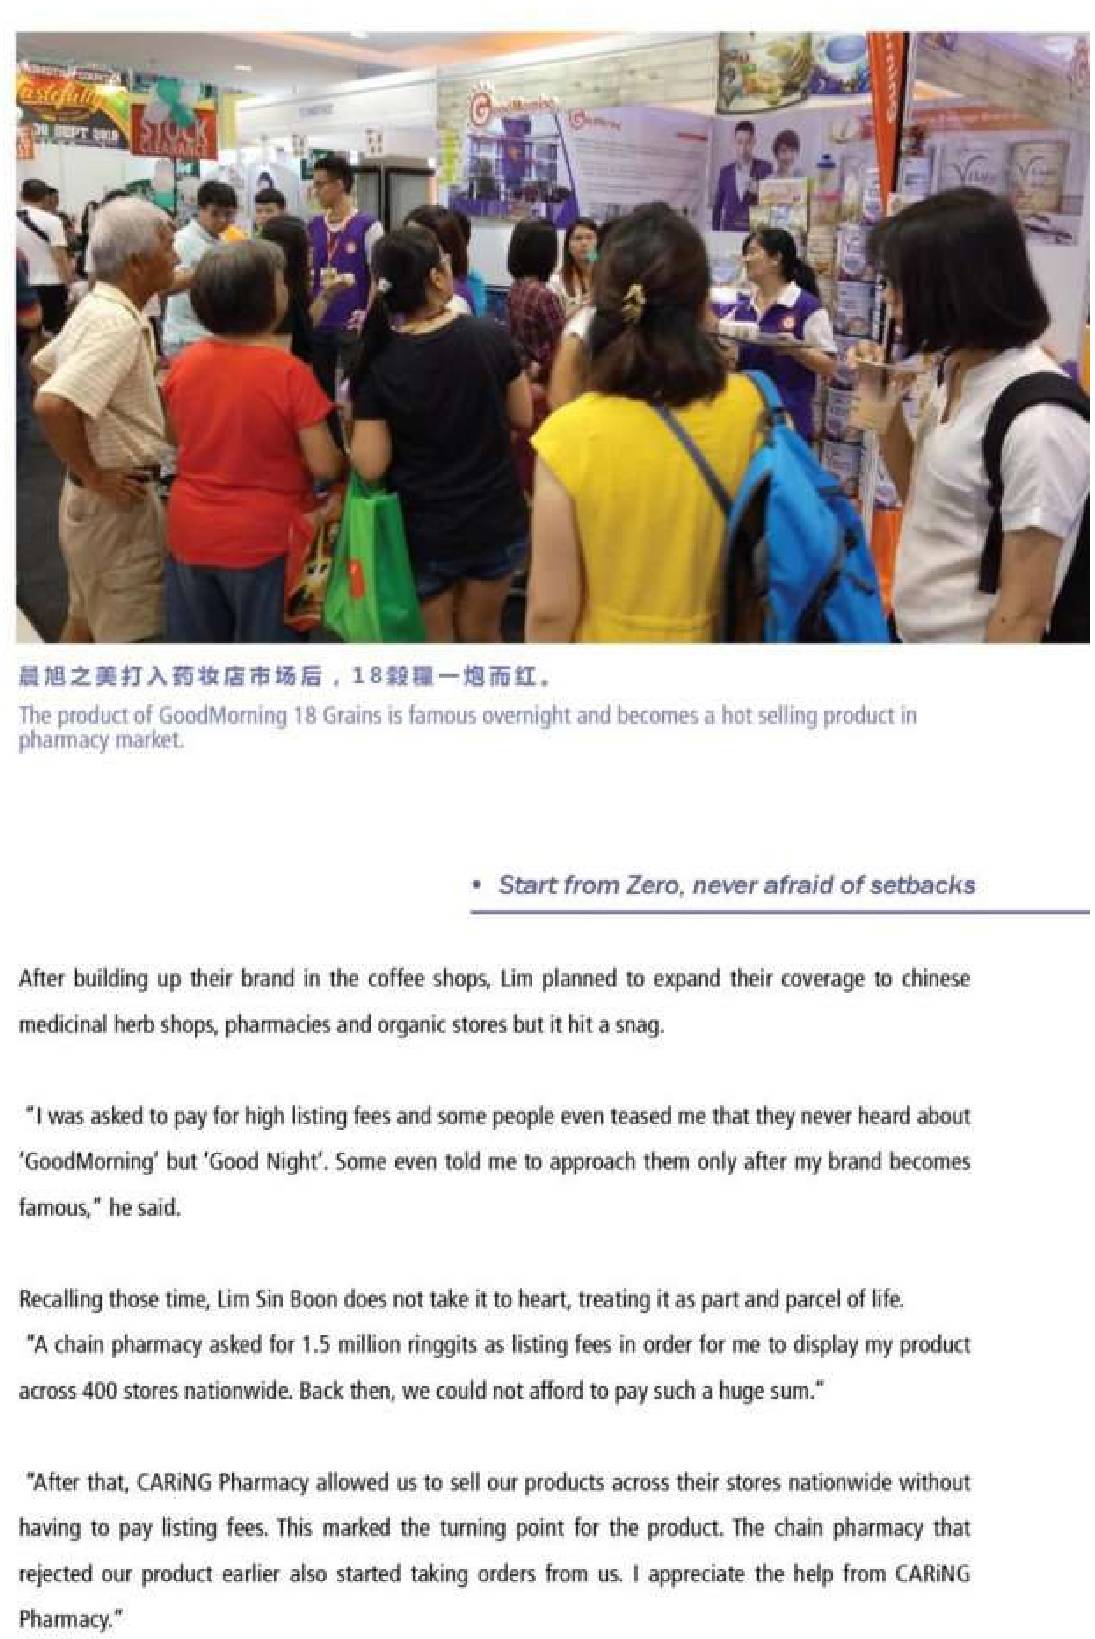 tastefully
30 SEPT 2018
STOCK
CLEARANCE
GoodMorning
晨旭之美打入药妆店市场后，18穀糧一炮而红。
The product of GoodMorning 18 Grains is famous overnight and becomes a hot selling product in
pharmacy market.
• Start from Zero, never afraid of setbacks
After building up their brand in the coffee shops, Lim planned to expand their coverage to chinese
medicinal herb shops, pharmacies and organic stores but it hit a snag.
"I was asked to pay for high listing fees and some people even teased me that they never heard about
'GoodMorning' but 'Good Night'. Some even told me to approach them only after my brand becomes
famous," he said.
Recalling those time, Lim Sin Boon does not take it to heart, treating it as part and parcel of life.
"A chain pharmacy asked for 1.5 million ringgits as listing fees in order for me to display my product
across 400 stores nationwide. Back then, we could not afford to pay such a huge sum."
"After that, CARiNG Pharmacy allowed us to sell our products across their stores nationwide without
having to pay listing fees. This marked the turning point for the product. The chain pharmacy that
rejected our product earlier also started taking orders from us. I appreciate the help from CARiNG
Pharmacy."